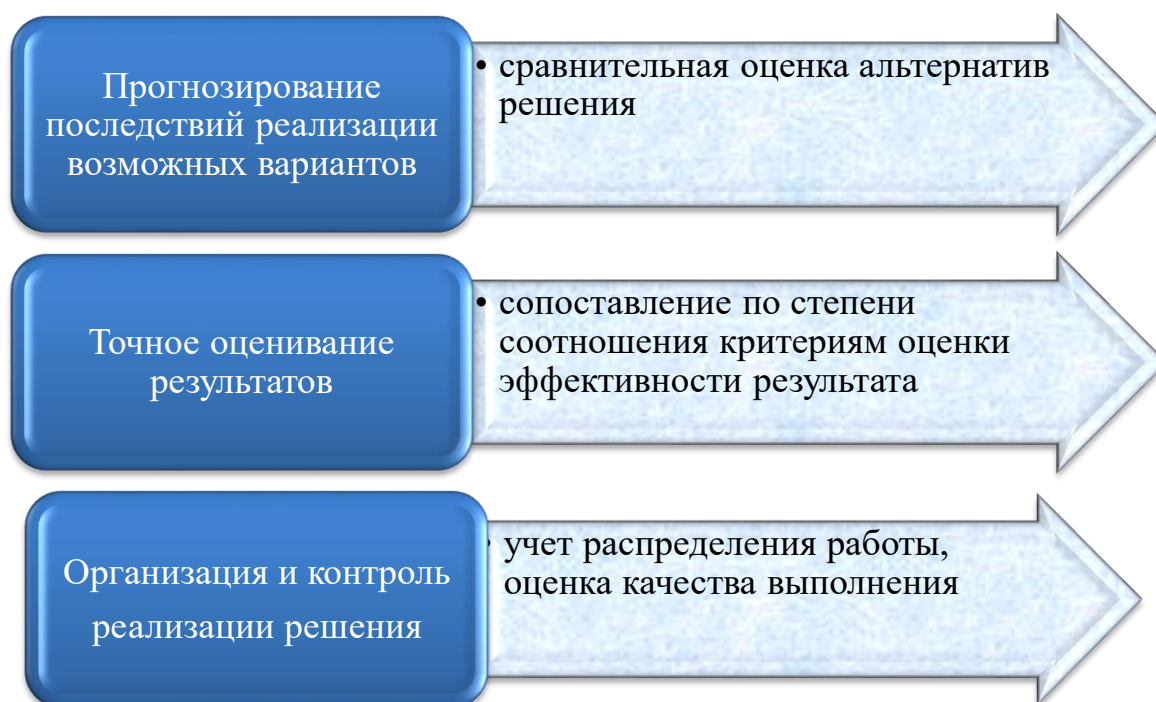 Прогнозирование
последствий реализации
возможных вариантов
• сравнительная оценка альтернатив
решения
Точное оценивание
результатов
• сопоставление по степени
соотношения критериям оценки
эффективности результата
Организация и контроль
реализации решения
• учет распределения работы,
оценка качества выполнения